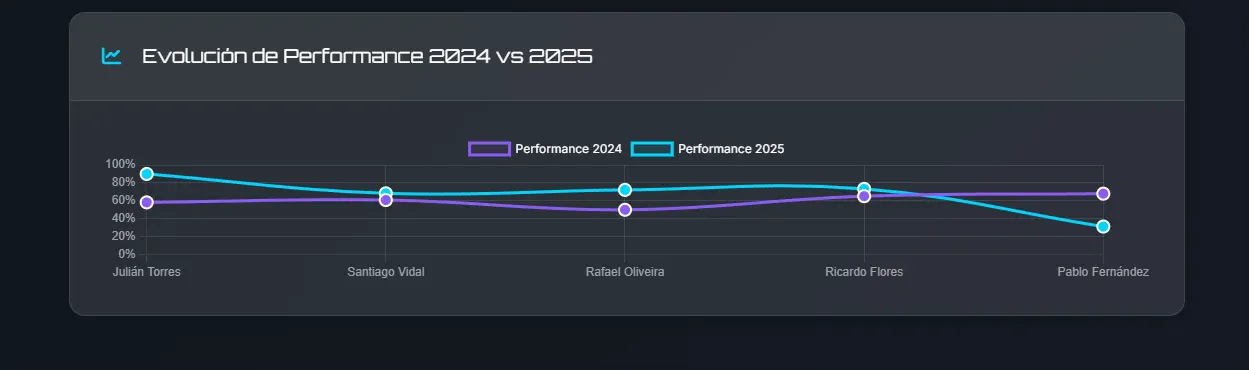 Evolución de Performance 2024 vs 2025
Performance 2024 Performance 2025
100%
80%
60%
40%
20%
0%
Julián Torres Santiago Vidal Rafael Oliveira Ricardo Flores Pablo Fernández